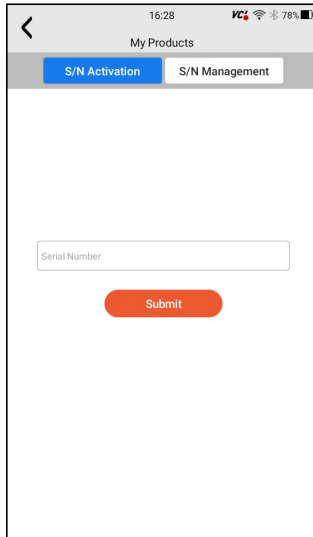 16:28 VCI 78%
My Products
S/N Activation S/N Management
Serial Number
Submit